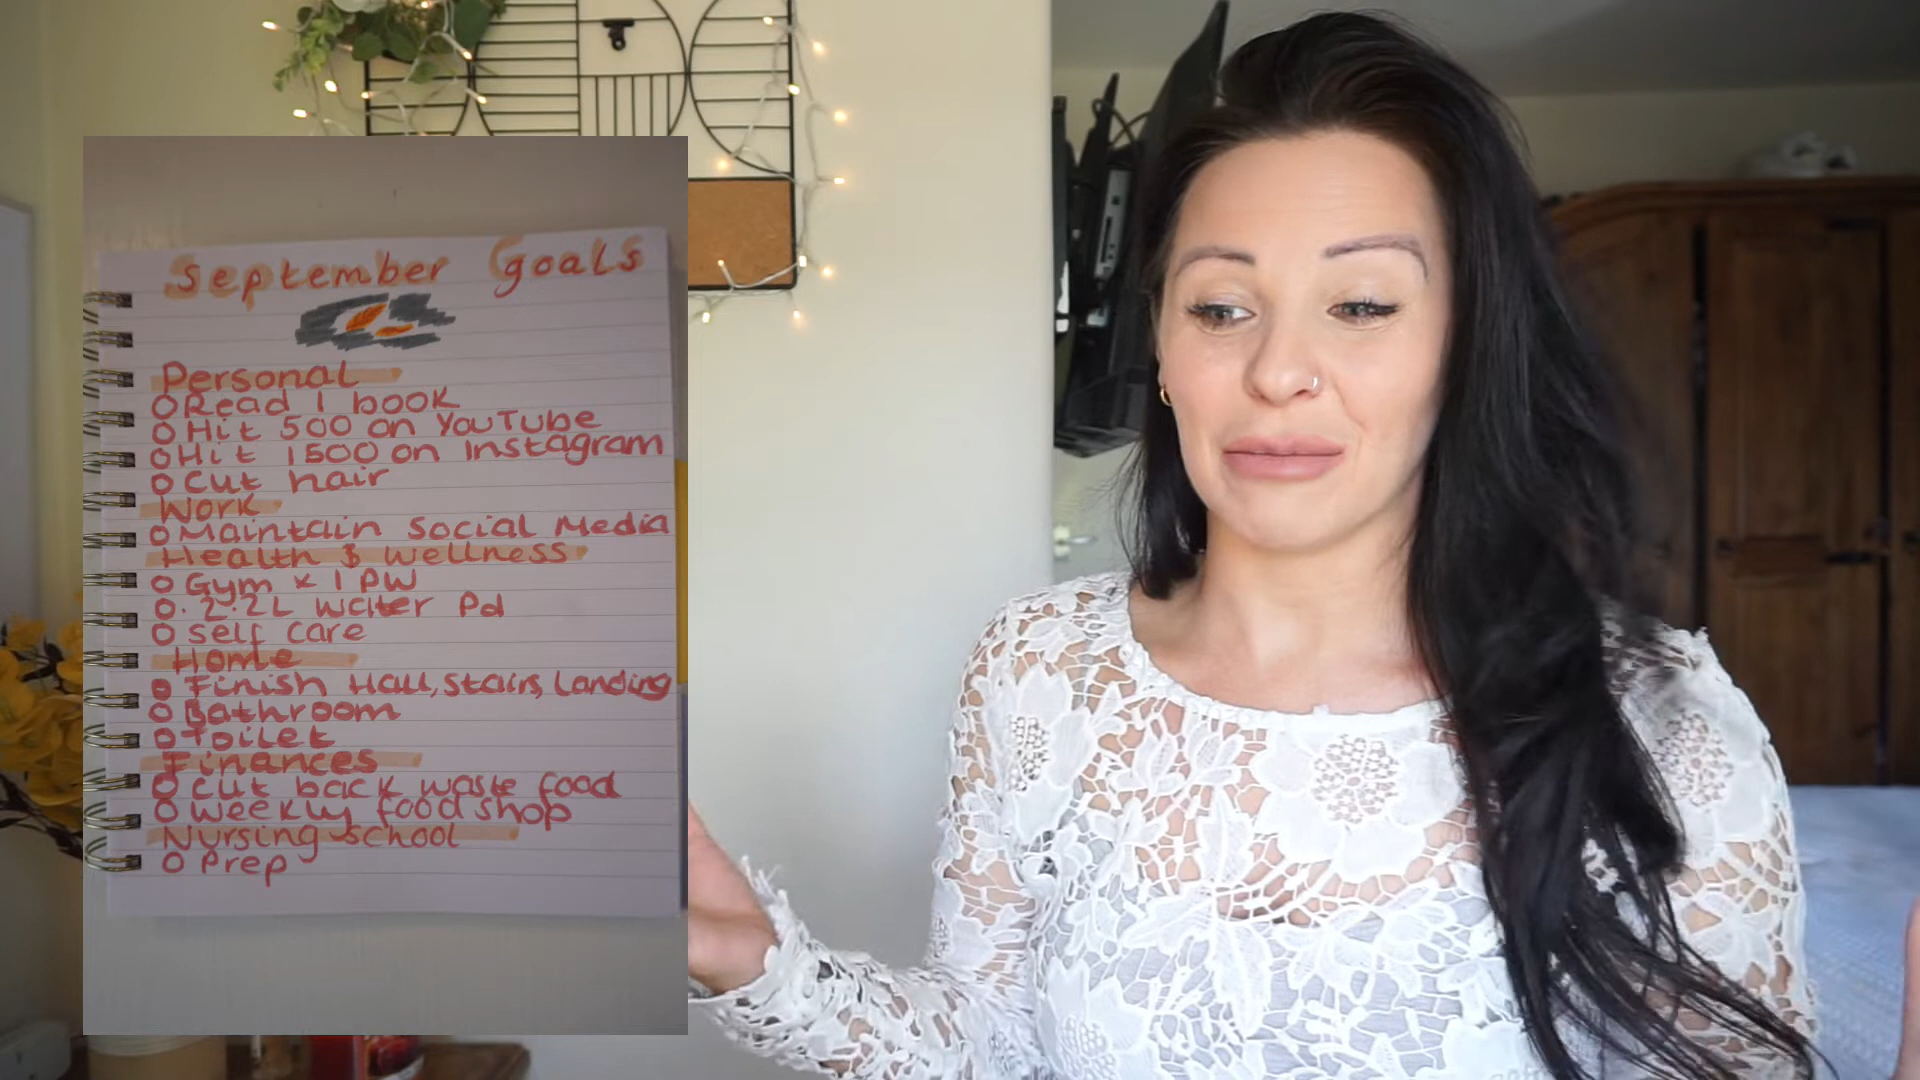 September Goals
Personal
Read 1 book
Hit 500 on YouTube
Hit 1500 on Instagram
Cut hair
Work
Maintain Social Media
Health & Wellness
Gym x 1 PW
2.2L water Pd
self care
Home
Finish Hall, Stairs, Landing
Bathroom
Toilet
Finances
Cut back waste food
Weekly food shop
Nursing school
Prep